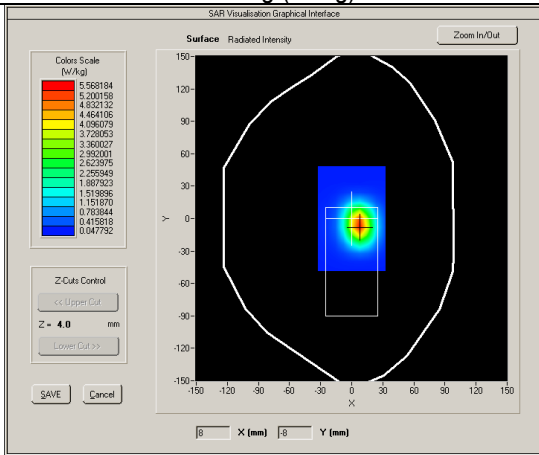 SAR Visualisation Graphical Interface
Surface Radiated Intensity
Zoom In/Out
Colors Scale
(W/kg)
5.568184
5.200158
4.832132
4.464106
4.096079
3.728053
3.360027
2.992001
2.623975
2.255949
1.887923
1.519896
1.151870
0.783844
0.415818
0.047792
Z-Cuts Control
<< Upper Cut
Z = 4.0 mm
Lower Cut >>
SAVE Cancel
Y
150-
120-
90-
60-
30-
0-
-30-
-60-
-90-
-120-
-150-
-150 -120 -90 -60 -30 0 30 60 90 120 150
X
8 X (mm) -8 Y (mm)